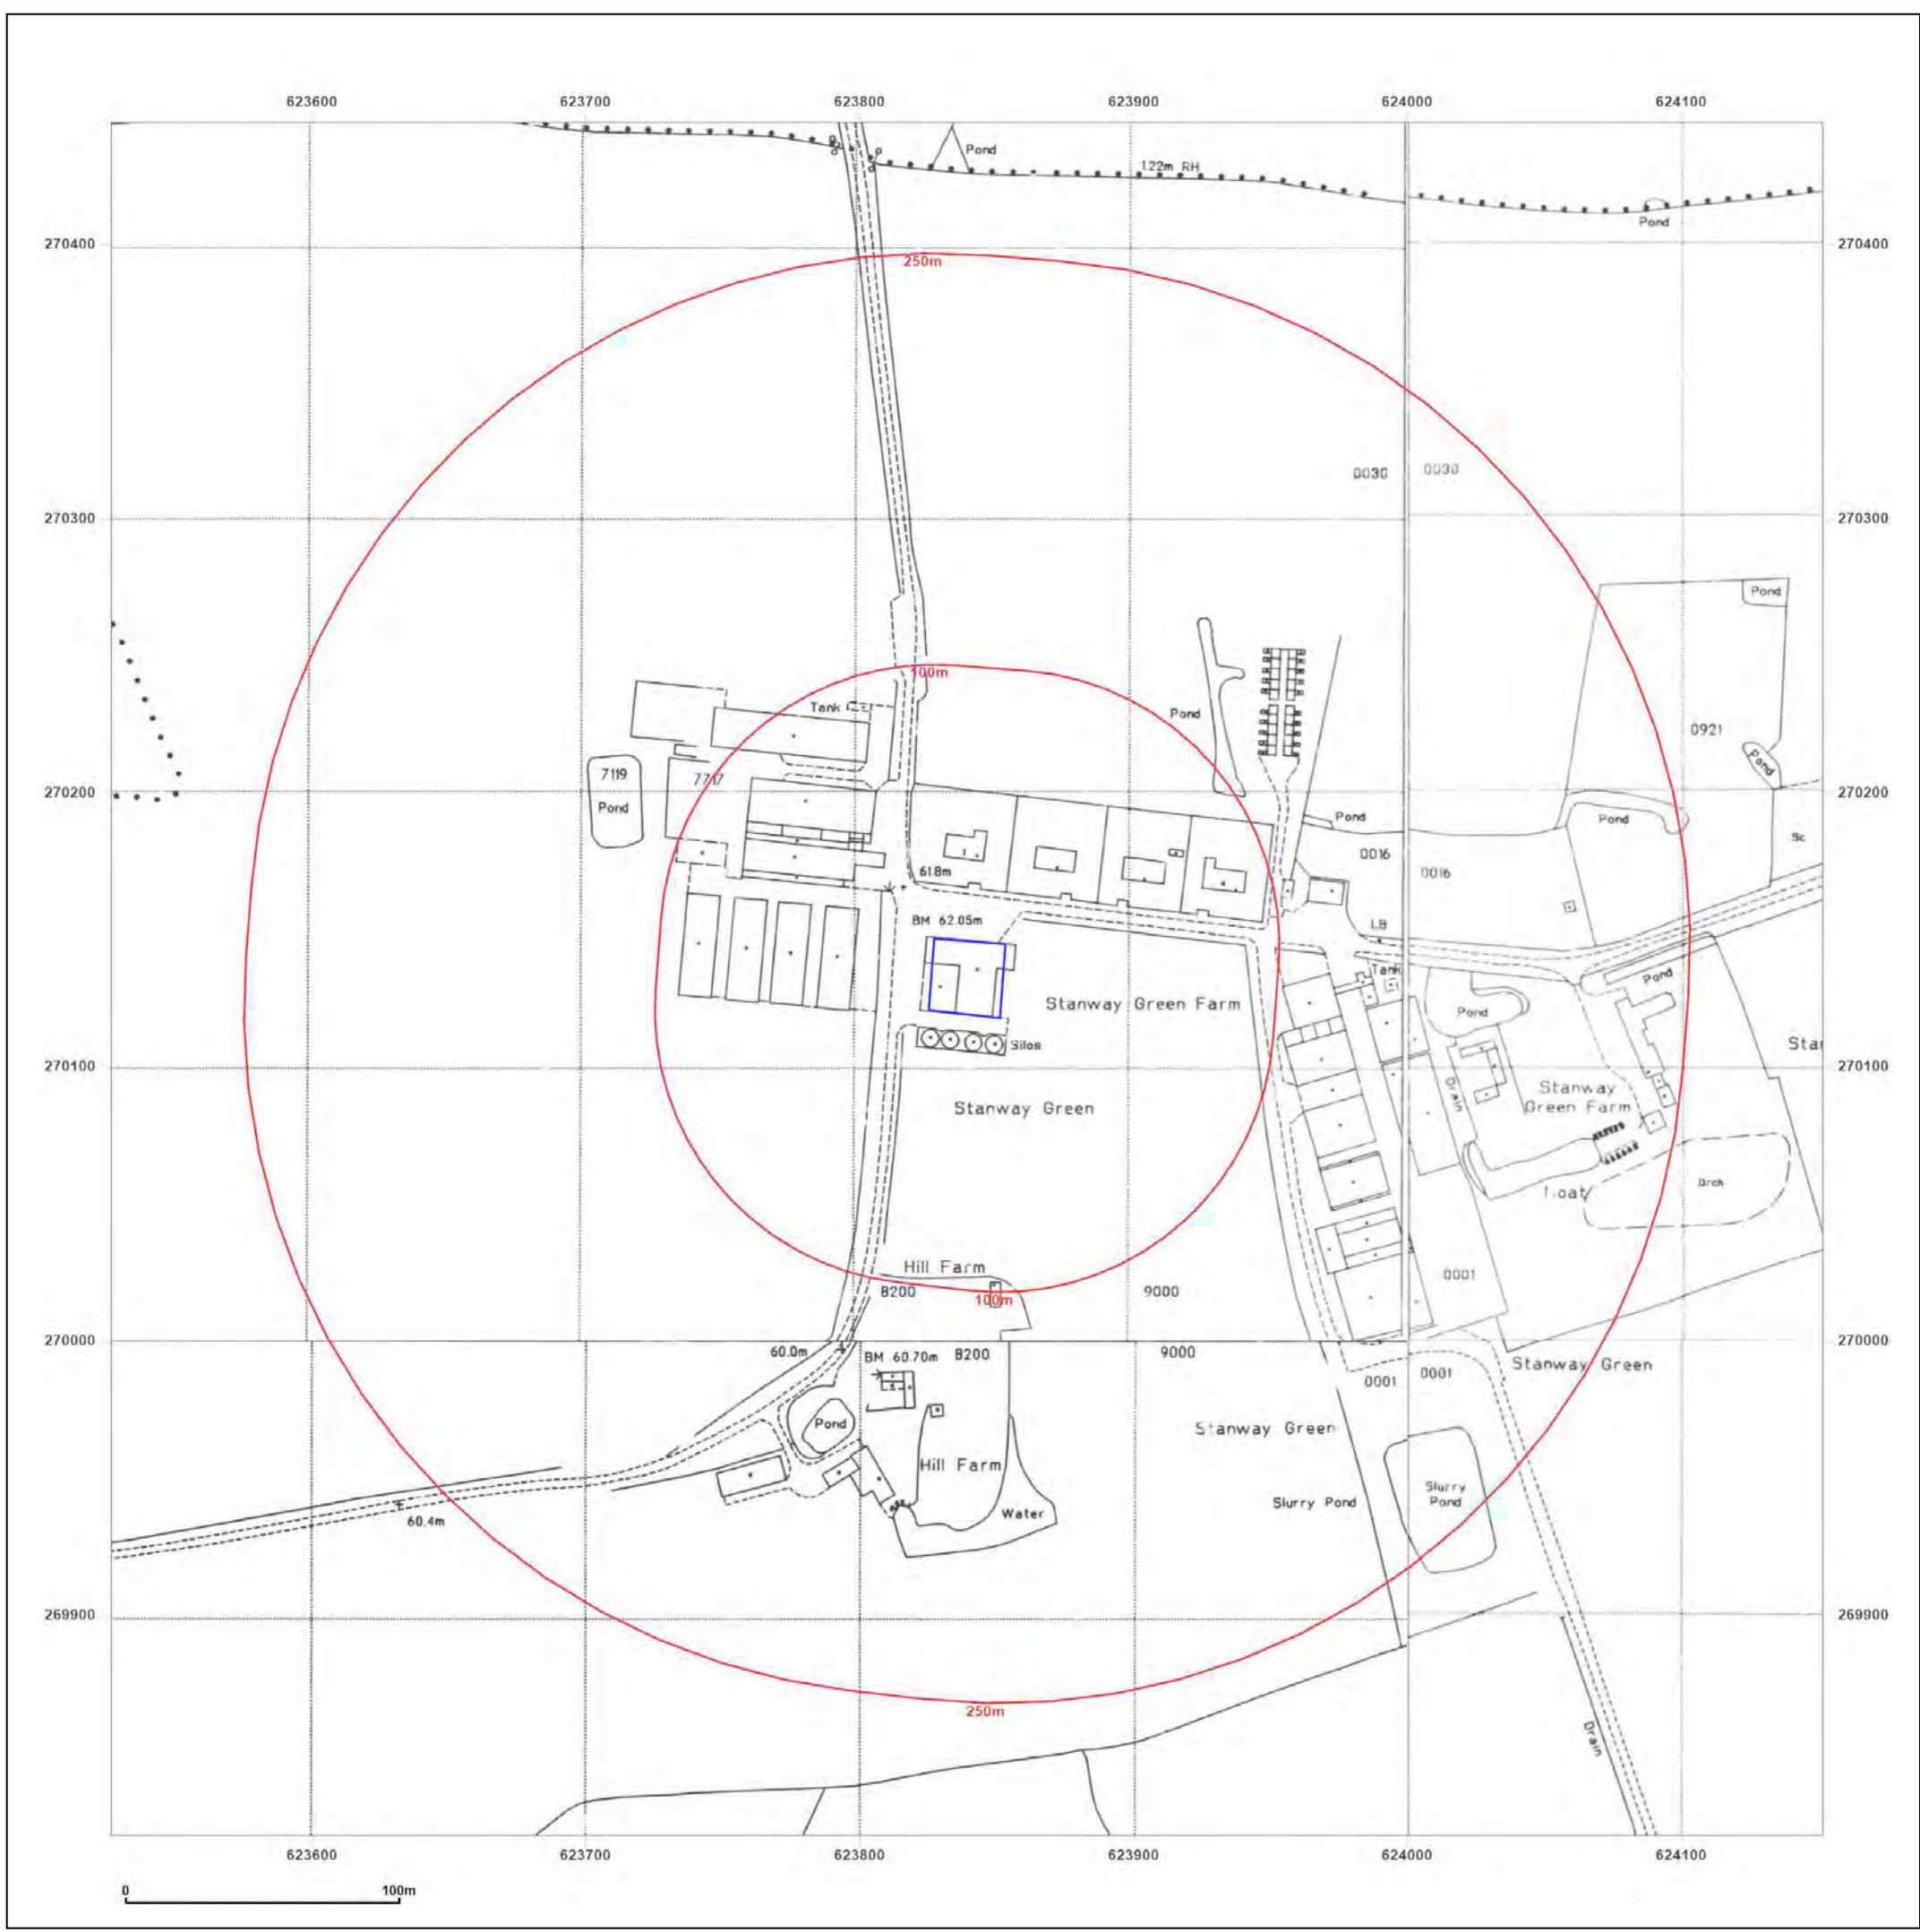 623600 623700 623800 623900 624000 624100
Pond
1.22m RH
Pond
270400 270400
250m
0030 0030
270300 270300
Pond
100m
Tank
Pond
0921
7119
7717
Pond
270200 270200
Pond
Pond
Pond
Sc
0016
0016
61.8m
BM 62.05m
LB
Tank
Pond
Stanway Green Farm
Pond
Silos
Sta
270100 270100
Stanway
Green Farm
Drain
Stanway Green
Orch
Hill Farm
0001
8200
100m
9000
270000 270000
60.0m
BM 60.70m
8200
9000
Stanway Green
0001
0001
Pond
Stanway Green
Hill Farm
Slurry
Pond
Slurry Pond
Water
60.4m
269900 269900
250m
Drain
623600 623700 623800 623900 624000 624100
0 100m